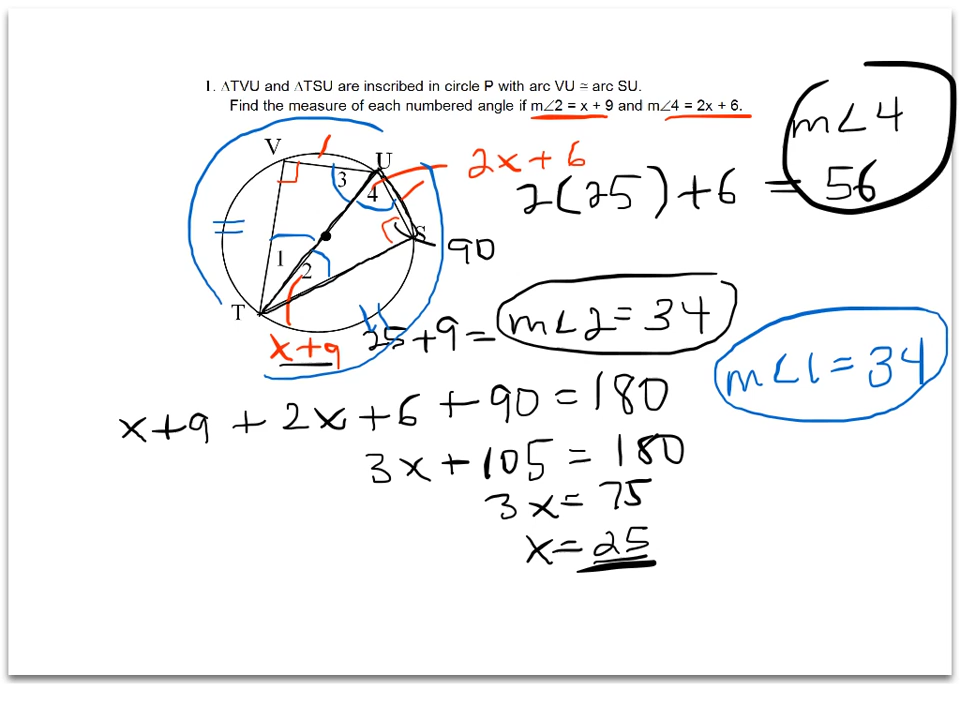 1. △TVU and △TSU are inscribed in circle P with arc VU ≅ arc SU.
Find the measure of each numbered angle if m∠2 = x + 9 and m∠4 = 2x + 6.
m∠4
V
U
2x + 6
3
4
2(25) + 6 = 56
S
90
1
2
T
x+9
25+9 = m∠2 = 34
m∠1 = 34
x+9 + 2x + 6 + 90 = 180
3x + 105 = 180
3x = 75
x = 25